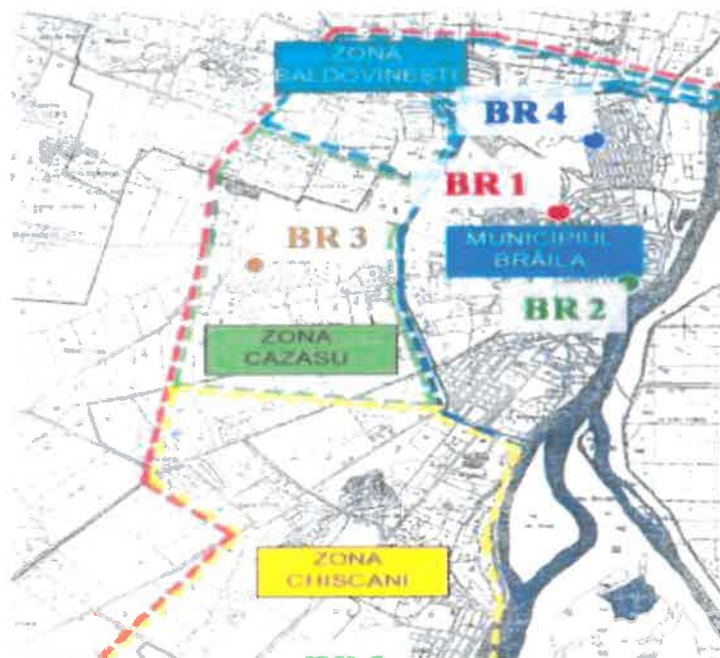 ZONA
BALDOVINEȘTI
BR 4
BR 1
BR 3
MUNICIPIUL
BRĂILA
BR 2
ZONA
CAZASU
ZONA
CHISCANI